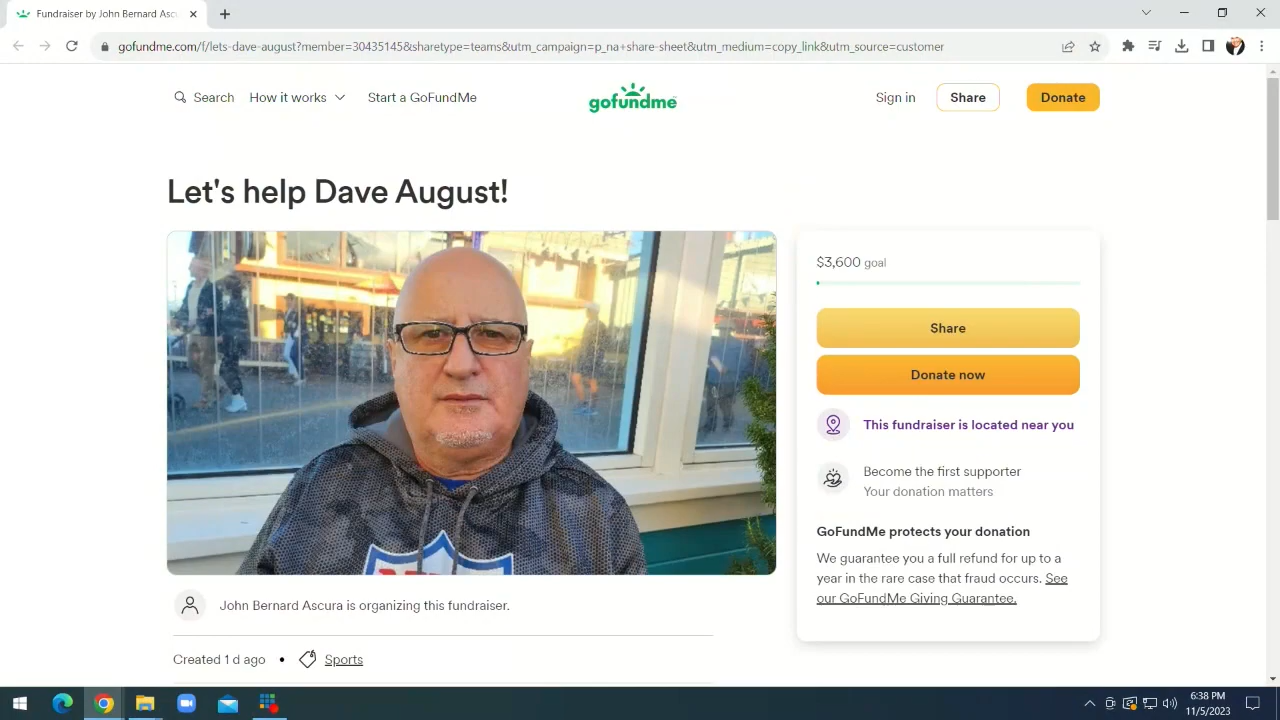 Fundraiser by John Bernard Asc
gofundme.com/f/lets-dave-august?member=30435145&sharetype=teams&utm_campaign=p_na+share-sheet&utm_medium=copy_link&utm_source=customer
Search How it works Start a GoFundMe
gofundme
Sign in Share Donate
Let's help Dave August!
$3,600 goal
Share
Donate now
This fundraiser is located near you
Become the first supporter
Your donation matters
GoFundMe protects your donation
We guarantee you a full refund for up to a
year in the rare case that fraud occurs. See
our GoFundMe Giving Guarantee.
John Bernard Ascura is organizing this fundraiser.
Created 1 d ago • Sports
6:38 PM
11/5/2023